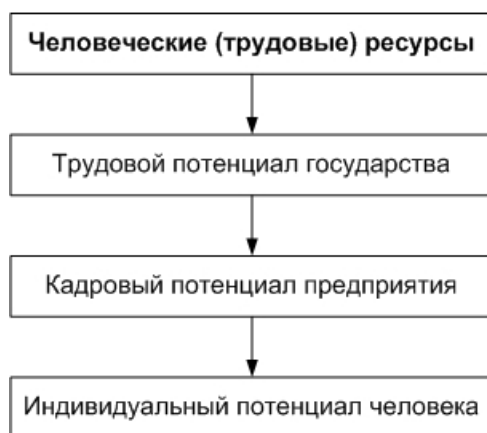 Человеческие (трудовые) ресурсы
Трудовой потенциал государства
Кадровый потенциал предприятия
Индивидуальный потенциал человека